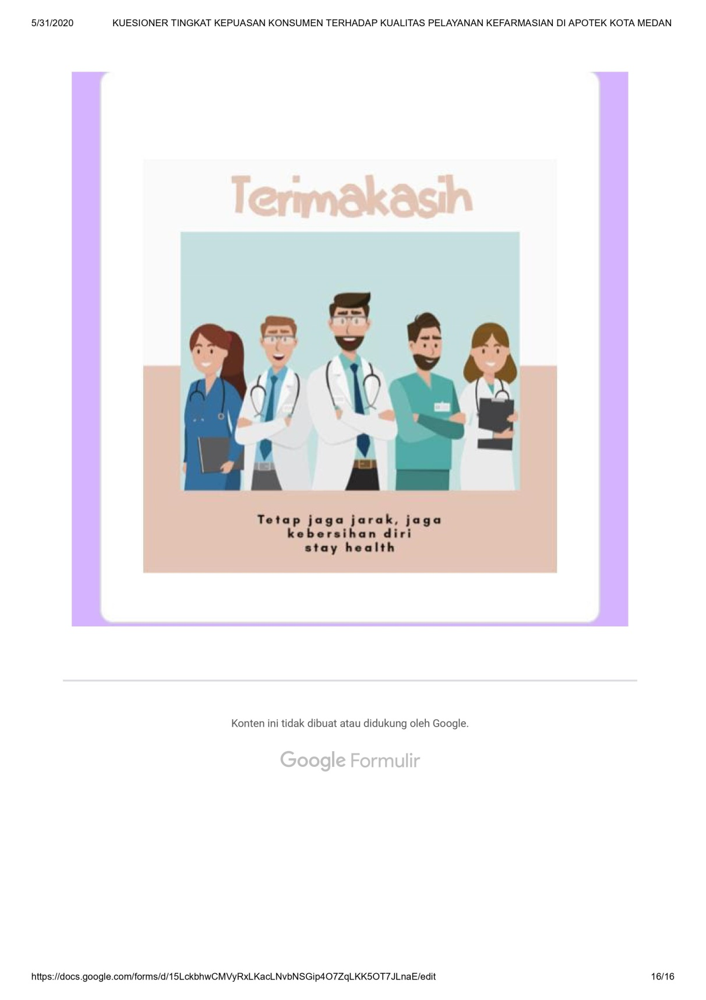 5/31/2020 KUESIONER TINGKAT KEPUASAN KONSUMEN TERHADAP KUALITAS PELAYANAN KEFARMASIAN DI APOTEK KOTA MEDAN
Terimakasih
Tetap jaga jarak, jaga
kebersihan diri
stay health
Konten ini tidak dibuat atau didukung oleh Google.
Google Formulir
https://docs.google.com/forms/d/15LckbhwCMVyRxLKacLNvbNSGip4O7ZqLKK5OT7JLnaE/edit 16/16